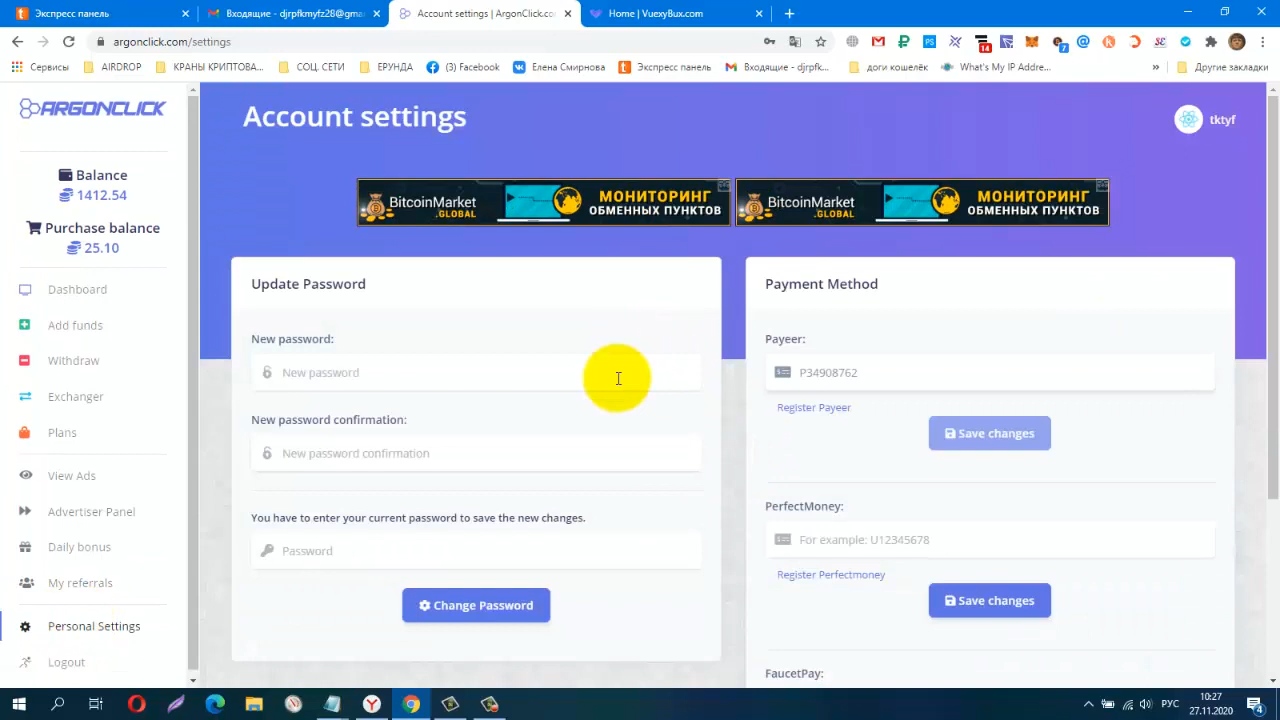 Экспресс панель
Входящие - djrpfkmyfz28@gma
Account settings | ArgonClick.co
Home | VuexyBux.com
argonclick.com/settings
14
7
Сервисы
AIRDROP
КРАНЫ КРИПТОВА...
СОЦ. СЕТИ
ЕРУНДА
(3) Facebook
Елена Смирнова
Экспресс панель
Входящие - djrpfk...
доги кошелёк
What's My IP Addre...
»
Другие закладки
ARGONCLICK
Balance
1412.54
Purchase balance
25.10
Dashboard
Add funds
Withdraw
Exchanger
Plans
View Ads
Advertiser Panel
Daily bonus
My referrals
Personal Settings
Logout
Account settings
tktyf
BitcoinMarket
.GLOBAL
МОНИТОРИНГ
ОБМЕННЫХ ПУНКТОВ
BitcoinMarket
.GLOBAL
МОНИТОРИНГ
ОБМЕННЫХ ПУНКТОВ
Update Password
New password:
New password
New password confirmation:
New password confirmation
You have to enter your current password to save the new changes.
Password
Change Password
Payment Method
Payeer:
P34908762
Register Payeer
Save changes
PerfectMoney:
For example: U12345678
Register Perfectmoney
Save changes
FaucetPay:
РУС
10:27
27.11.2020
4